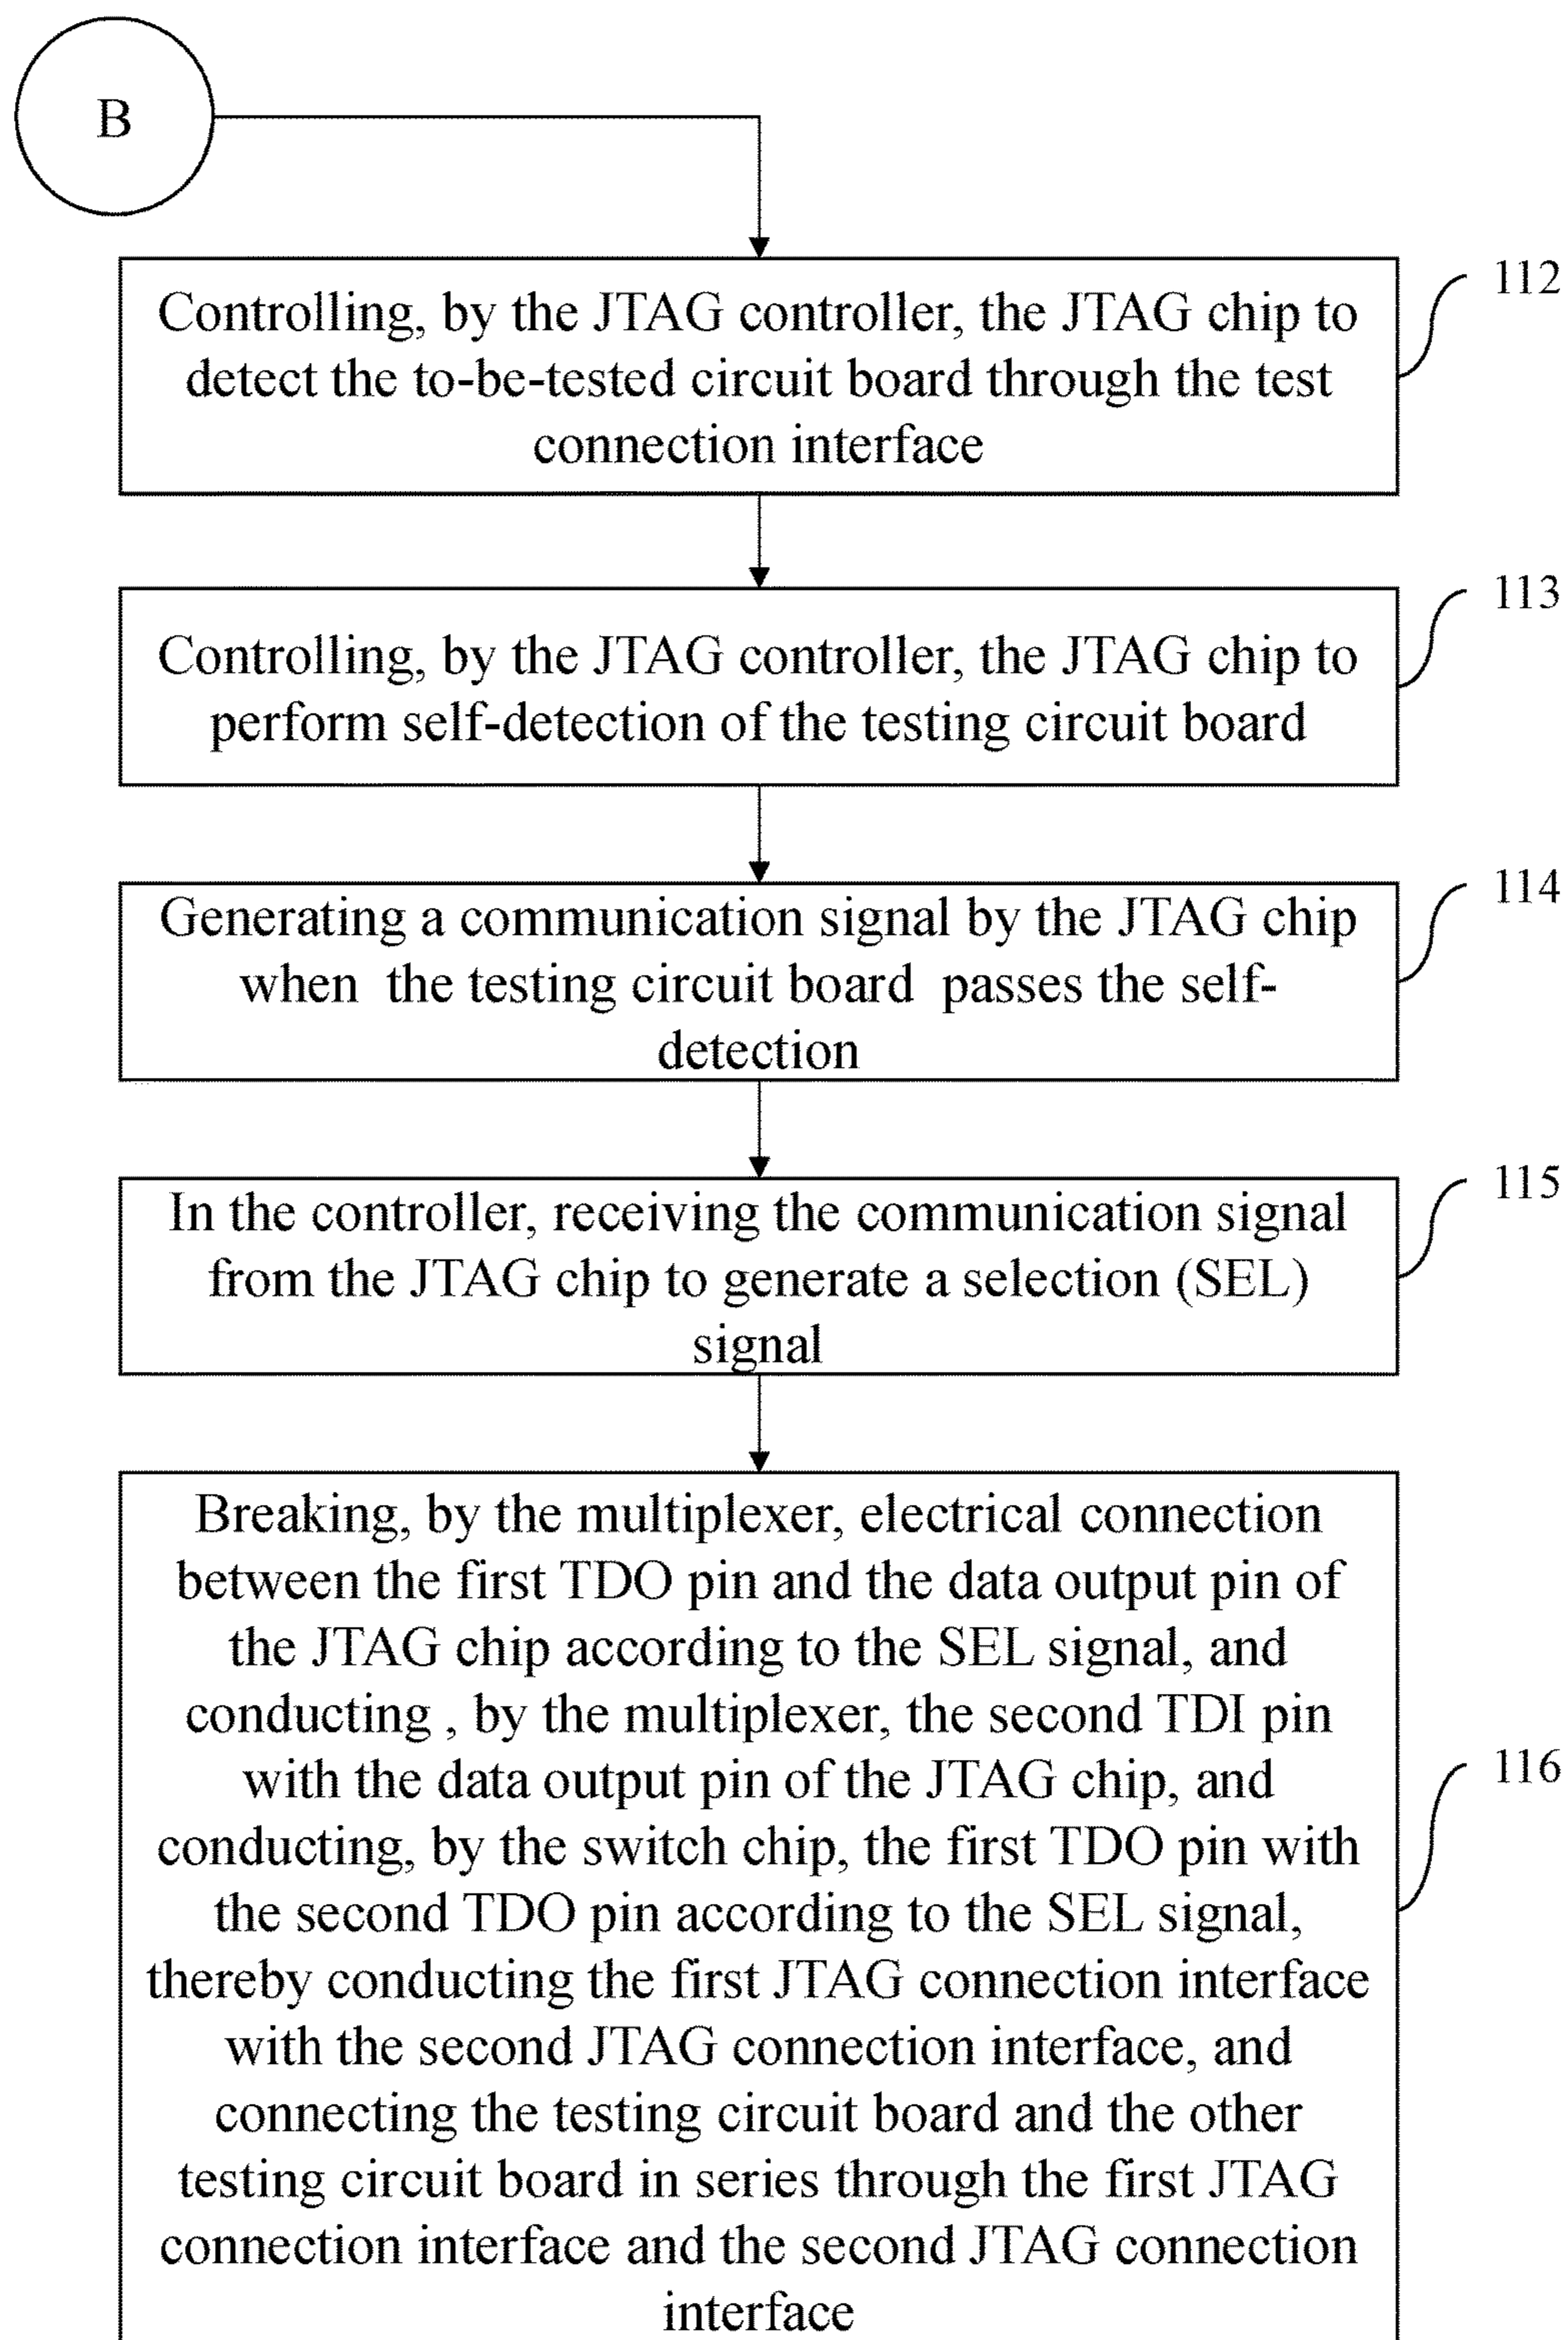 B
112
Controlling, by the JTAG controller, the JTAG chip to
detect the to-be-tested circuit board through the test
connection interface
113
Controlling, by the JTAG controller, the JTAG chip to
perform self-detection of the testing circuit board
114
Generating a communication signal by the JTAG chip
when the testing circuit board passes the self-
detection
115
In the controller, receiving the communication signal
from the JTAG chip to generate a selection (SEL)
signal
Breaking, by the multiplexer, electrical connection
between the first TDO pin and the data output pin of
the JTAG chip according to the SEL signal, and
conducting , by the multiplexer, the second TDI pin
with the data output pin of the JTAG chip, and
116
conducting, by the switch chip, the first TDO pin with
the second TDO pin according to the SEL signal,
thereby conducting the first JTAG connection interface
with the second JTAG connection interface, and
connecting the testing circuit board and the other
testing circuit board in series through the first JTAG
connection interface and the second JTAG connection
interface